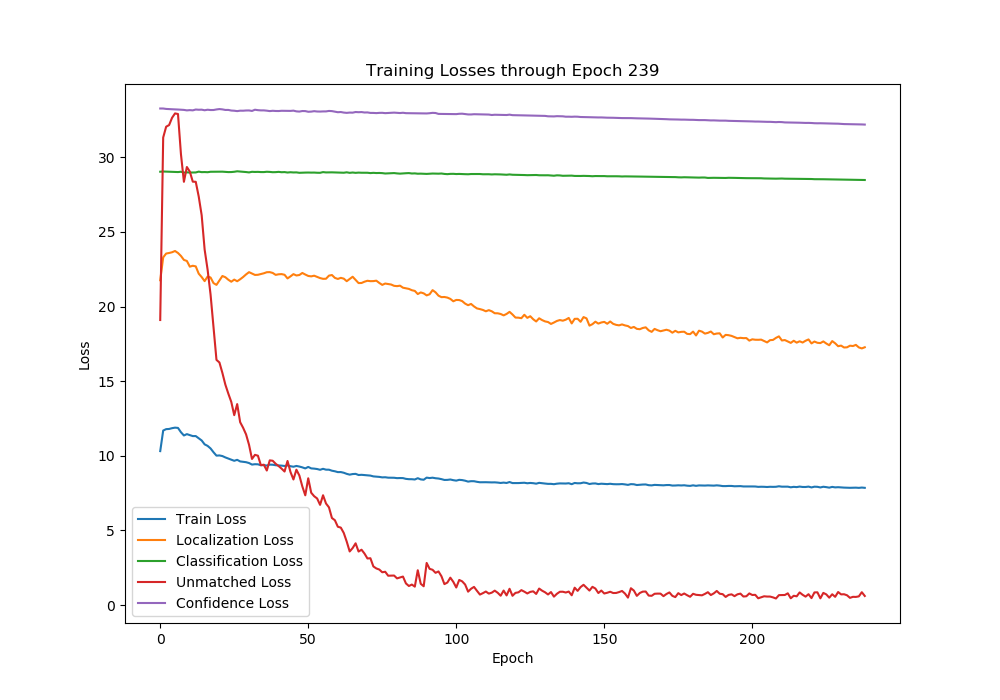 Training Losses through Epoch 239
Loss
30
25
20
15
10
5
0
Train Loss
Localization Loss
Classification Loss
Unmatched Loss
Confidence Loss
0 50 100 150 200
Epoch